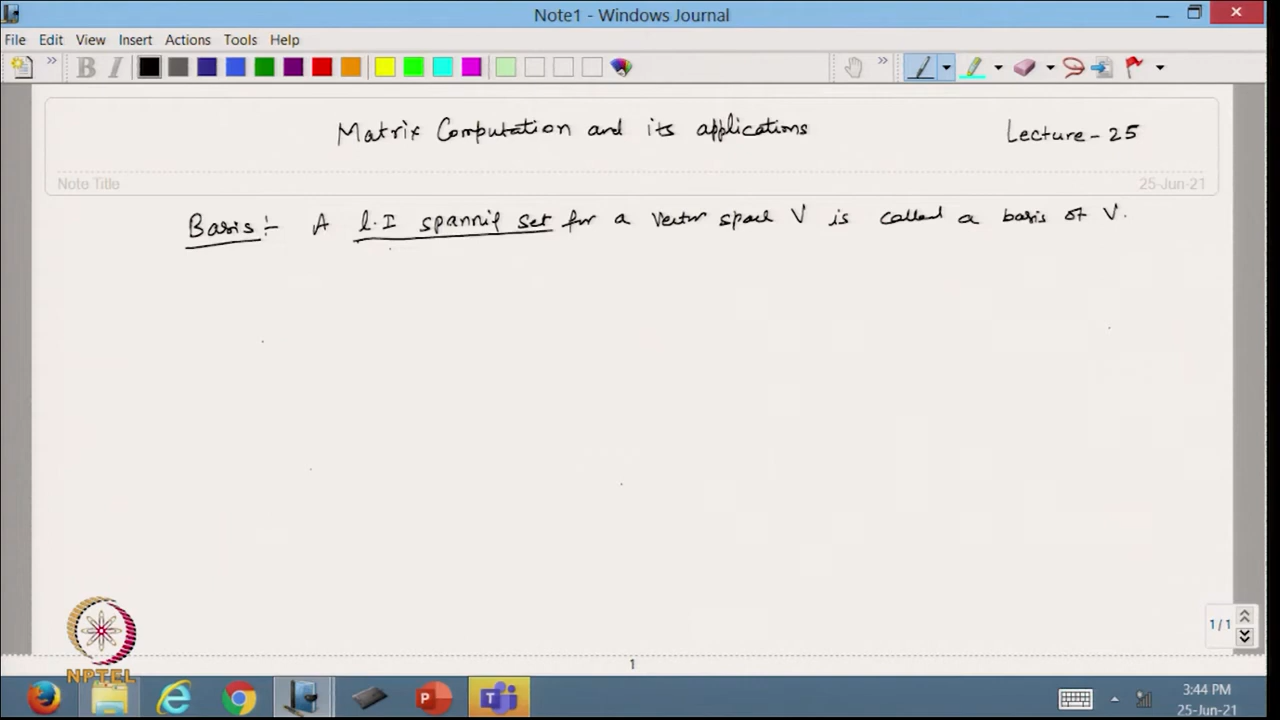 Note1 - Windows Journal
File Edit View Insert Actions Tools Help
B I
Matrix Computation and its applications Lecture - 25
Note Title 25-Jun-21
Basis :- A l.I spannig set for a vector space V is called a basis of V.
1 / 1
NPTEL
1
3:44 PM
25-Jun-21